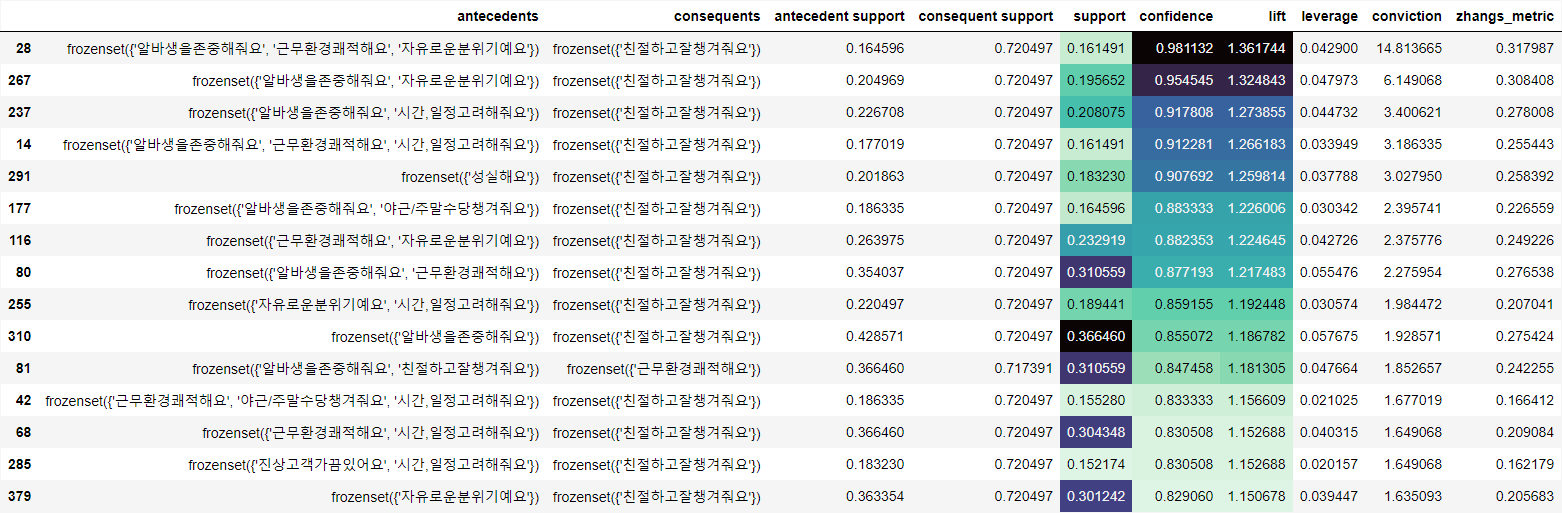 antecedents consequents antecedent support consequent support support confidence lift leverage conviction zhangs_metric
28 frozenset({'알바생을존중해줘요', '근무환경쾌적해요', '자유로운분위기예요'}) frozenset({'친절하고잘챙겨줘요'}) 0.164596 0.720497 0.161491 0.981132 1.361744 0.042900 14.813665 0.317987
267 frozenset({'알바생을존중해줘요', '자유로운분위기예요'}) frozenset({'친절하고잘챙겨줘요'}) 0.204969 0.720497 0.195652 0.954545 1.324843 0.047973 6.149068 0.308408
237 frozenset({'알바생을존중해줘요', '시간,일정고려해줘요'}) frozenset({'친절하고잘챙겨줘요'}) 0.226708 0.720497 0.208075 0.917808 1.273855 0.044732 3.400621 0.278008
14 frozenset({'알바생을존중해줘요', '근무환경쾌적해요', '시간,일정고려해줘요'}) frozenset({'친절하고잘챙겨줘요'}) 0.177019 0.720497 0.161491 0.912281 1.266183 0.033949 3.186335 0.255443
291 frozenset({'성실해요'}) frozenset({'친절하고잘챙겨줘요'}) 0.201863 0.720497 0.183230 0.907692 1.259814 0.037788 3.027950 0.258392
177 frozenset({'알바생을존중해줘요', '야근/주말수당챙겨줘요'}) frozenset({'친절하고잘챙겨줘요'}) 0.186335 0.720497 0.164596 0.883333 1.226006 0.030342 2.395741 0.226559
116 frozenset({'근무환경쾌적해요', '자유로운분위기예요'}) frozenset({'친절하고잘챙겨줘요'}) 0.263975 0.720497 0.232919 0.882353 1.224645 0.042726 2.375776 0.249226
80 frozenset({'알바생을존중해줘요', '근무환경쾌적해요'}) frozenset({'친절하고잘챙겨줘요'}) 0.354037 0.720497 0.310559 0.877193 1.217483 0.055476 2.275954 0.276538
255 frozenset({'자유로운분위기예요', '시간,일정고려해줘요'}) frozenset({'친절하고잘챙겨줘요'}) 0.220497 0.720497 0.189441 0.859155 1.192448 0.030574 1.984472 0.207041
310 frozenset({'알바생을존중해줘요'}) frozenset({'친절하고잘챙겨줘요'}) 0.428571 0.720497 0.366460 0.855072 1.186782 0.057675 1.928571 0.275424
81 frozenset({'알바생을존중해줘요', '친절하고잘챙겨줘요'}) frozenset({'근무환경쾌적해요'}) 0.366460 0.717391 0.310559 0.847458 1.181305 0.047664 1.852657 0.242255
42 frozenset({'근무환경쾌적해요', '야근/주말수당챙겨줘요', '시간,일정고려해줘요'}) frozenset({'친절하고잘챙겨줘요'}) 0.186335 0.720497 0.155280 0.833333 1.156609 0.021025 1.677019 0.166412
68 frozenset({'근무환경쾌적해요', '시간,일정고려해줘요'}) frozenset({'친절하고잘챙겨줘요'}) 0.366460 0.720497 0.304348 0.830508 1.152688 0.040315 1.649068 0.209084
285 frozenset({'진상고객가끔있어요', '시간,일정고려해줘요'}) frozenset({'친절하고잘챙겨줘요'}) 0.183230 0.720497 0.152174 0.830508 1.152688 0.020157 1.649068 0.162179
379 frozenset({'자유로운분위기예요'}) frozenset({'친절하고잘챙겨줘요'}) 0.363354 0.720497 0.301242 0.829060 1.150678 0.039447 1.635093 0.205683